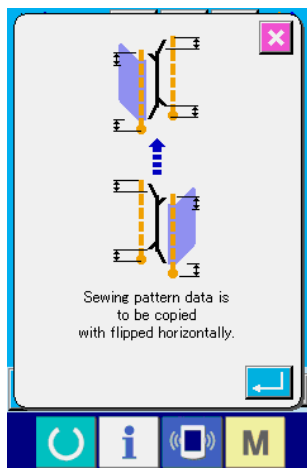 Sewing pattern data is
to be copied
with flipped horizontally.
i
M